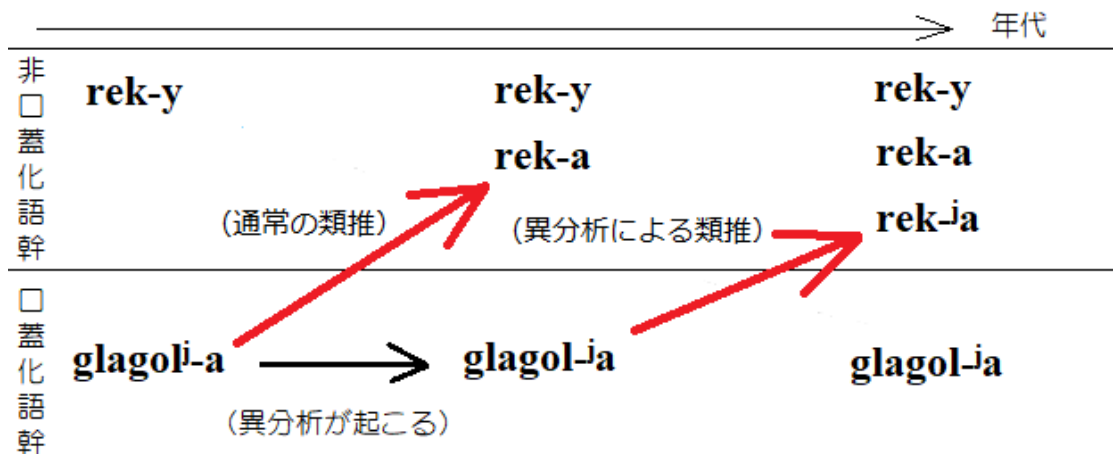 年代
非口蓋化語幹
rek-y
rek-y
rek-y
rek-a
rek-a
(通常の類推)
(異分析による類推)
rek-ʲa
口蓋化語幹
glagolʲ-a
glagol-ʲa
glagol-ʲa
(異分析が起こる)